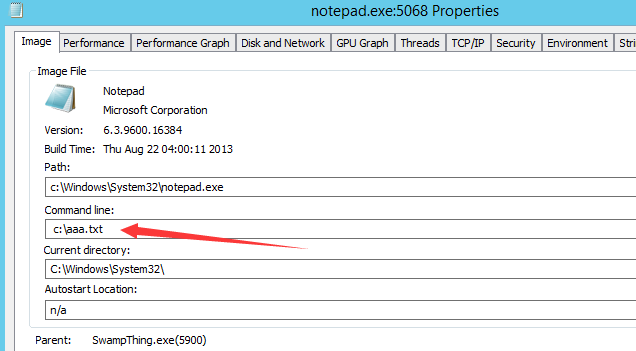 notepad.exe:5068 Properties
Image Performance Performance Graph Disk and Network GPU Graph Threads TCP/IP Security Environment Stri
Image File
Notepad
Microsoft Corporation
Version: 6.3.9600.16384
Build Time: Thu Aug 22 04:00:11 2013
Path:
c:\Windows\System32\notepad.exe
Command line:
c:\aaa.txt
Current directory:
C:\Windows\System32\
Autostart Location:
n/a
Parent: SwampThing.exe(5900)